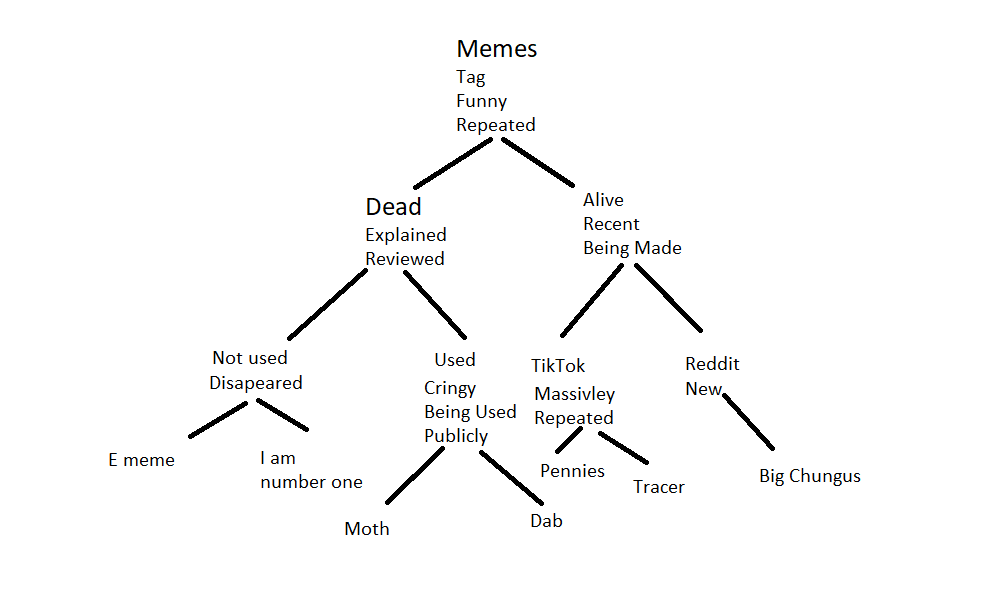 Memes
Tag
Funny
Repeated
Dead
Explained
Reviewed
Alive
Recent
Being Made
Not used
Disapeared
Used
Cringy
Being Used
Publicly
TikTok
Massivley
Repeated
Reddit
New
E meme
I am
number one
Moth
Dab
Pennies
Tracer
Big Chungus